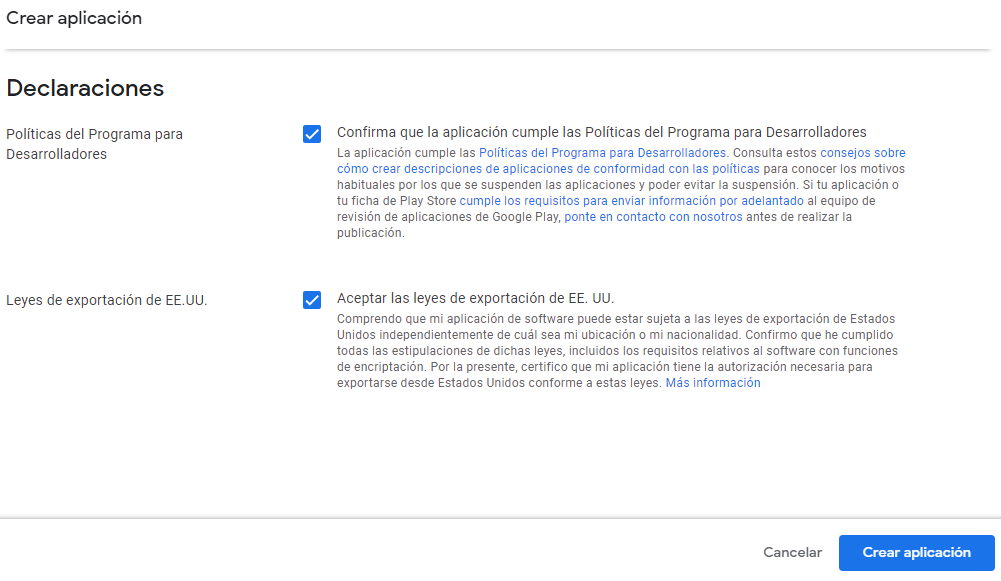 Crear aplicación
Declaraciones
Políticas del Programa para
Desarrolladores
Confirma que la aplicación cumple las Políticas del Programa para Desarrolladores
La aplicación cumple las Políticas del Programa para Desarrolladores. Consulta estos consejos sobre
cómo crear descripciones de aplicaciones de conformidad con las políticas para conocer los motivos
habituales por los que se suspenden las aplicaciones y poder evitar la suspensión. Si tu aplicación o
tu ficha de Play Store cumple los requisitos para enviar información por adelantado al equipo de
revisión de aplicaciones de Google Play, ponte en contacto con nosotros antes de realizar la
publicación.
Leyes de exportación de EE.UU.
Aceptar las leyes de exportación de EE. UU.
Comprendo que mi aplicación de software puede estar sujeta a las leyes de exportación de Estados
Unidos independientemente de cuál sea mi ubicación o mi nacionalidad. Confirmo que he cumplido
todas las estipulaciones de dichas leyes, incluidos los requisitos relativos al software con funciones
de encriptación. Por la presente, certifico que mi aplicación tiene la autorización necesaria para
exportarse desde Estados Unidos conforme a estas leyes. Más información
Cancelar
Crear aplicación